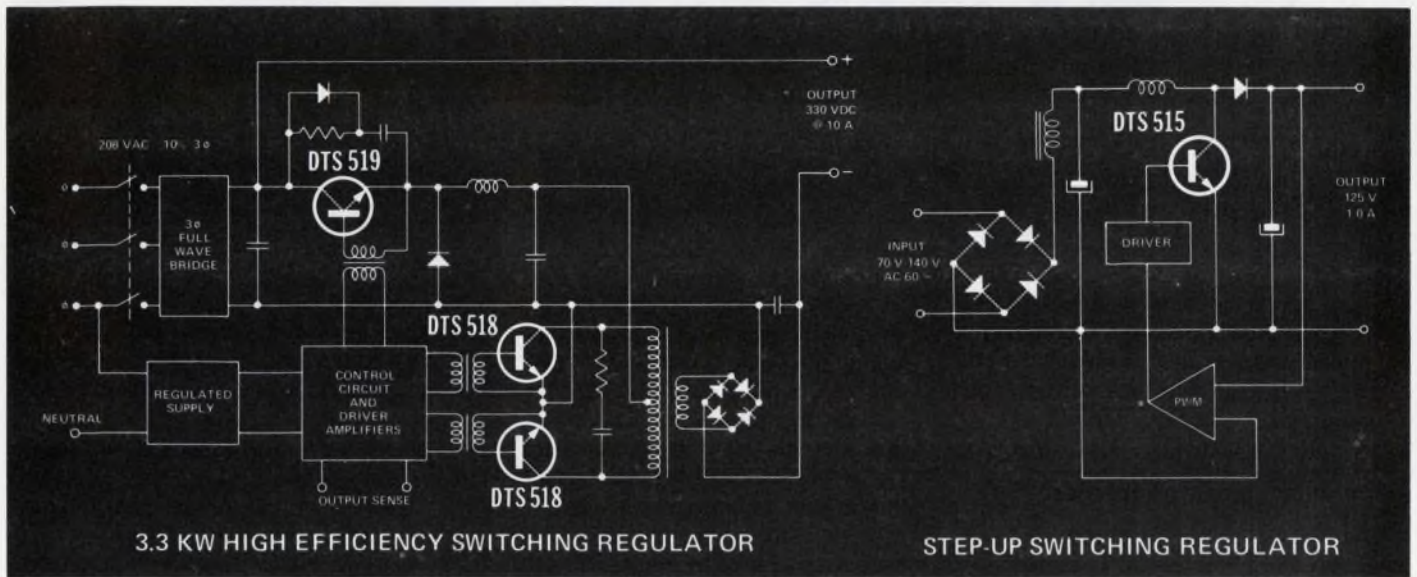 208 VAC 10% 3ø
ø
ø
ø
3ø
FULL
WAVE
BRIDGE
DTS 519
+
OUTPUT
330 VDC
@ 10 A
−
DTS 518
REGULATED
SUPPLY
NEUTRAL
CONTROL
CIRCUIT
AND
DRIVER
AMPLIFIERS
OUTPUT SENSE
DTS 518
3.3 KW HIGH EFFICIENCY SWITCHING REGULATOR
DTS 515
INPUT
70 V-140 V
AC 60 ~
DRIVER
OUTPUT
125 V
1.0 A
PWM
STEP-UP SWITCHING REGULATOR